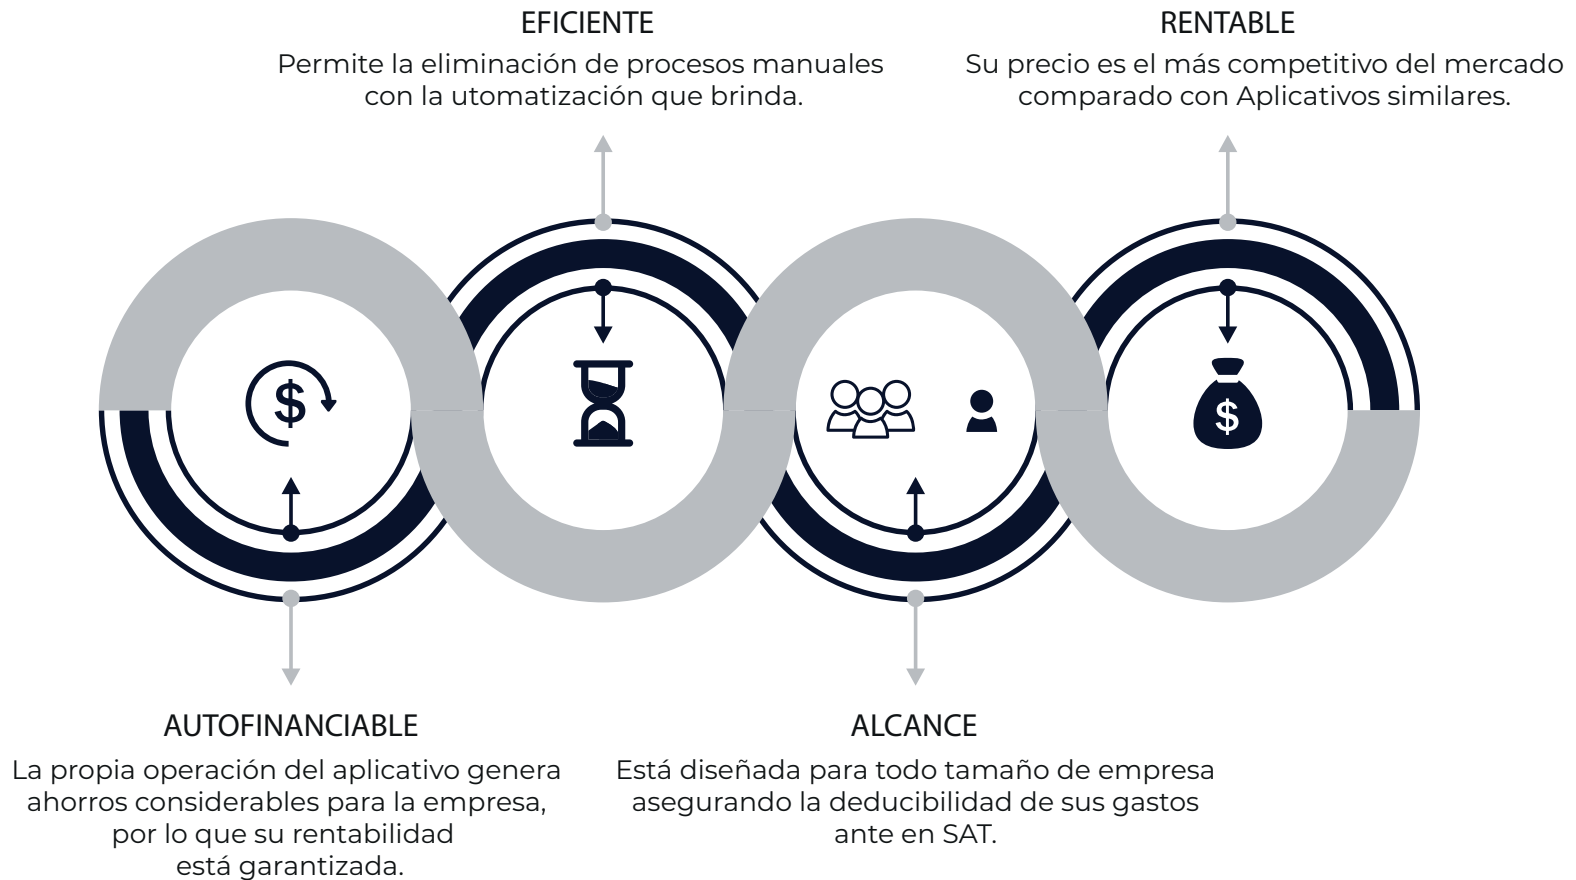 EFICIENTE
Permite la eliminación de procesos manuales
con la utomatización que brinda.
RENTABLE
Su precio es el más competitivo del mercado
comparado con Aplicativos similares.
$
$
AUTOFINANCIABLE
La propia operación del aplicativo genera
ahorros considerables para la empresa,
por lo que su rentabilidad
está garantizada.
ALCANCE
Está diseñada para todo tamaño de empresa
asegurando la deducibilidad de sus gastos
ante en SAT.